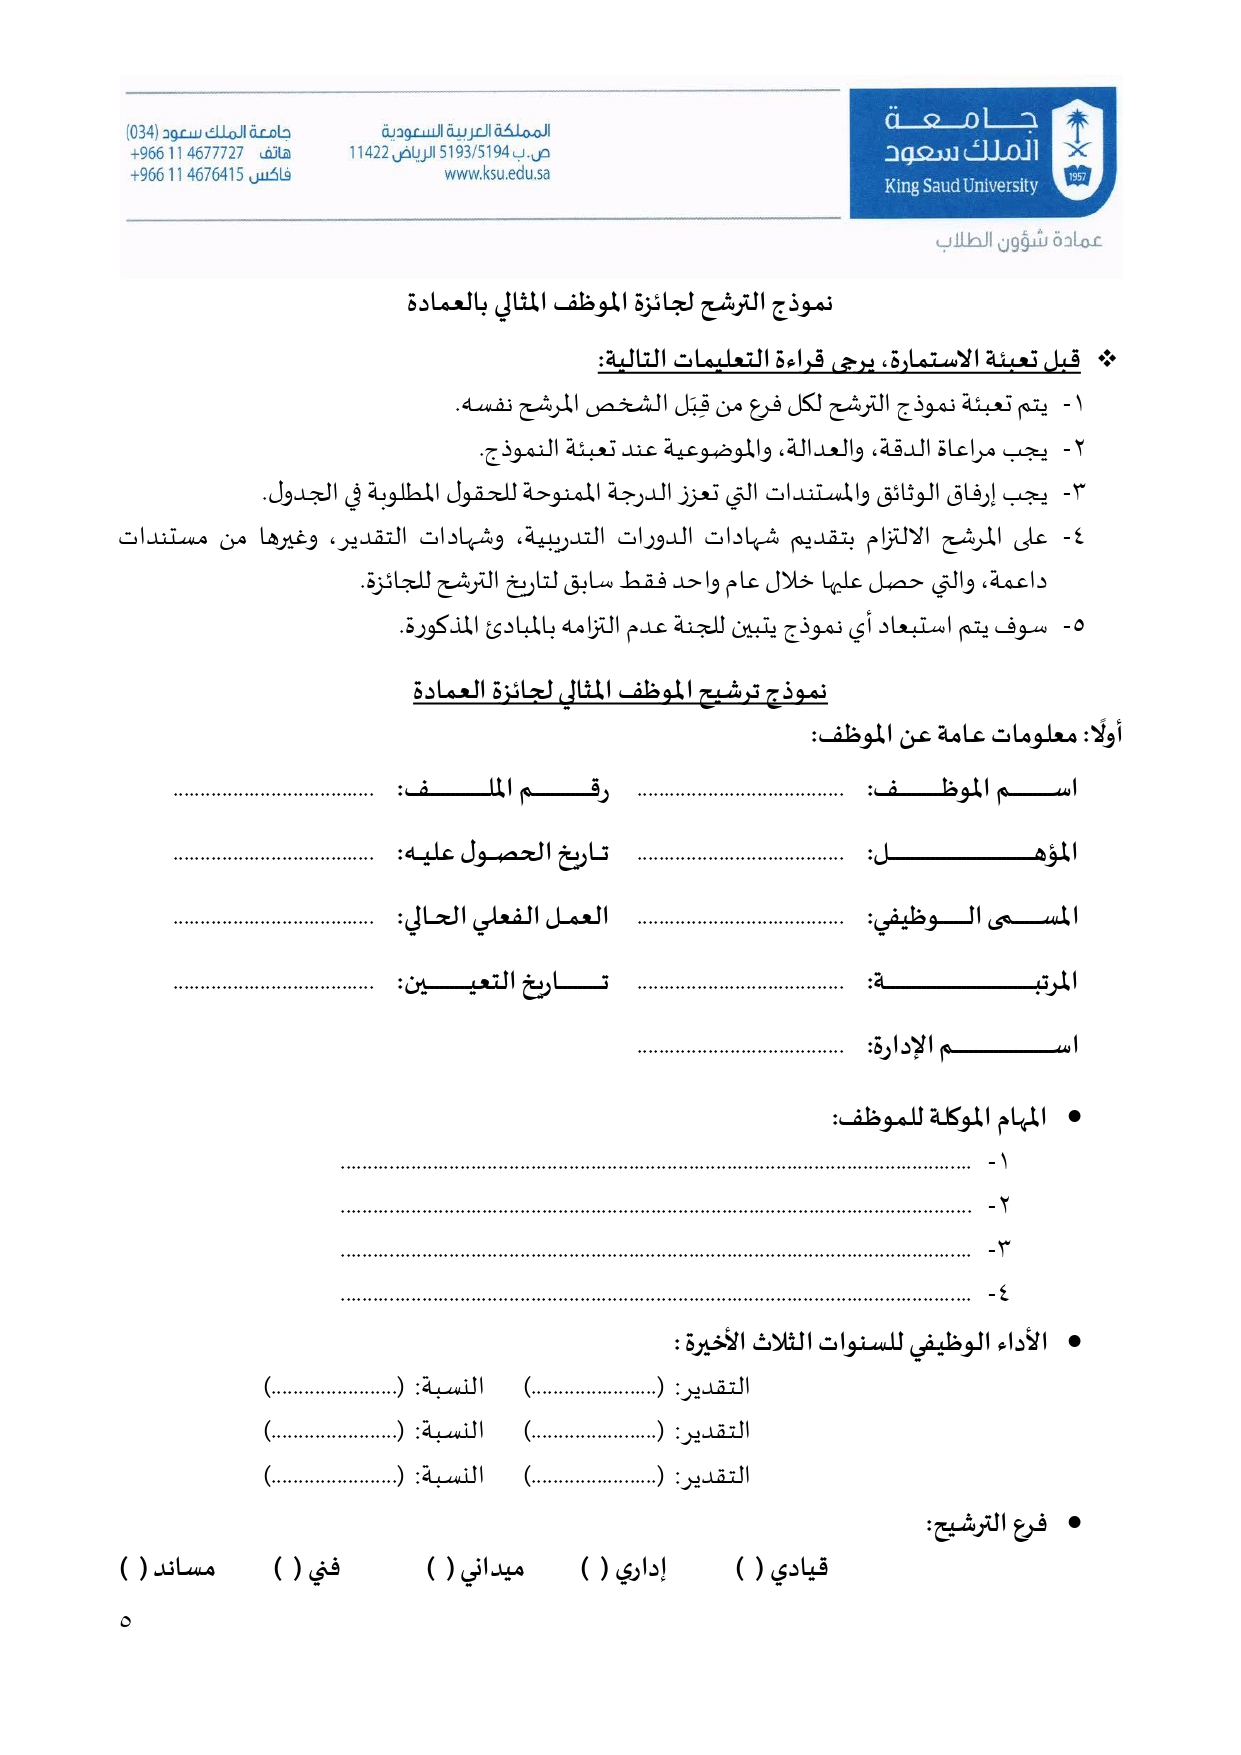 جامعة
الملك سعود
King Saud University
1957
عمادة شؤون الطلاب
المملكة العربية السعودية
ص.ب 5193/5194 الرياض 11422
www.ksu.edu.sa
جامعة الملك سعود (034)
هاتف +966 11 4677727
فاكس +966 11 4676415
نموذج الترشح لجائزة الموظف المثالي بالعمادة
❖ قبل تعبئة الاستمارة، يرجى قراءة التعليمات التالية:
١- يتم تعبئة نموذج الترشح لكل فرع من قِبَل الشخص المرشح نفسه.
٢- يجب مراعاة الدقة، والعدالة، والموضوعية عند تعبئة النموذج.
٣- يجب إرفاق الوثائق والمستندات التي تعزز الدرجة الممنوحة للحقول المطلوبة في الجدول.
٤- على المرشح الالتزام بتقديم شهادات الدورات التدريبية، وشهادات التقدير، وغيرها من مستندات
داعمة، والتي حصل عليها خلال عام واحد فقط سابق لتاريخ الترشح للجائزة.
٥- سوف يتم استبعاد أي نموذج يتبين للجنة عدم التزامه بالمبادئ المذكورة.
نموذج ترشيح الموظف المثالي لجائزة العمادة
أولًا: معلومات عامة عن الموظف:
اسم الموظف: ...................................... رقم الملف: .....................................
المؤهل: ...................................... تاريخ الحصول عليه: .....................................
المسمى الوظيفي: ...................................... العمل الفعلي الحالي: .....................................
المرتبة: ...................................... تاريخ التعيين: .....................................
اسم الإدارة: ......................................
• المهام الموكلة للموظف:
١- ....................................................................................................................
٢- ....................................................................................................................
٣- ....................................................................................................................
٤- ....................................................................................................................
• الأداء الوظيفي للسنوات الثلاث الأخيرة :
التقدير: (.......................) النسبة: (.......................)
التقدير: (.......................) النسبة: (.......................)
التقدير: (.......................) النسبة: (.......................)
• فرع الترشيح:
قيادي ( ) إداري ( ) ميداني ( ) فني ( ) مساند ( )
٥